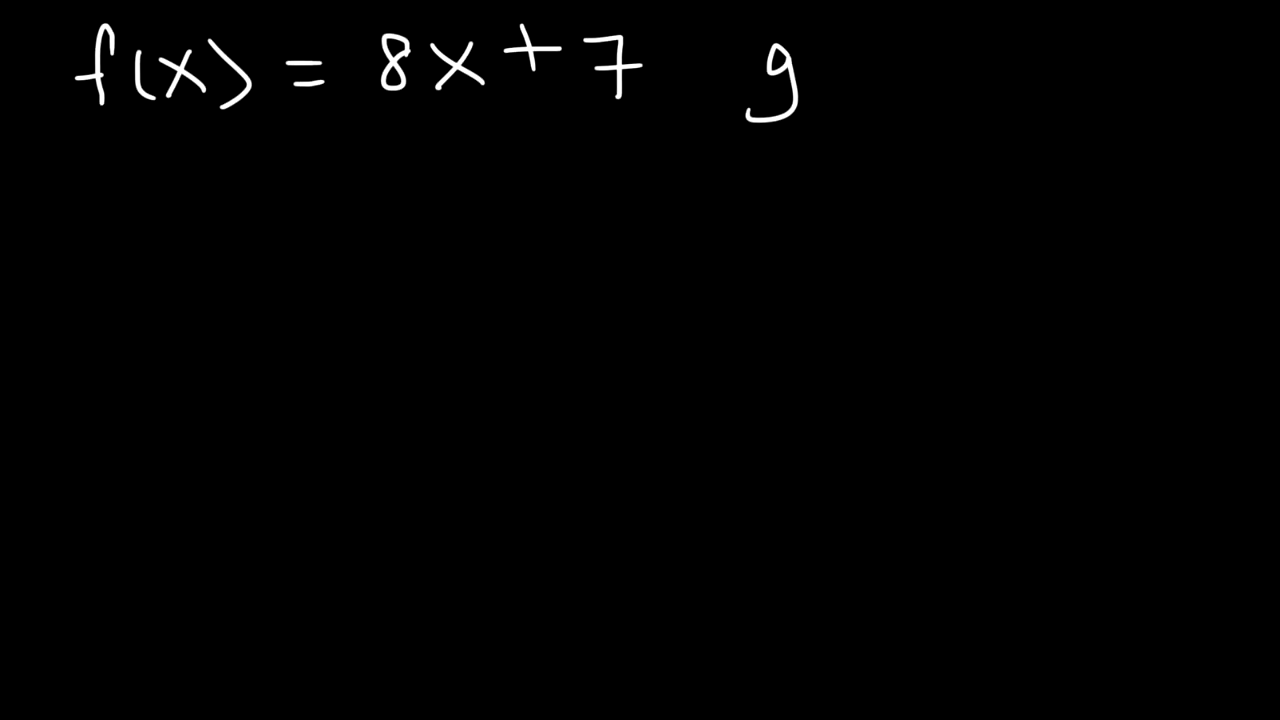 f(x) = 8x + 7 g